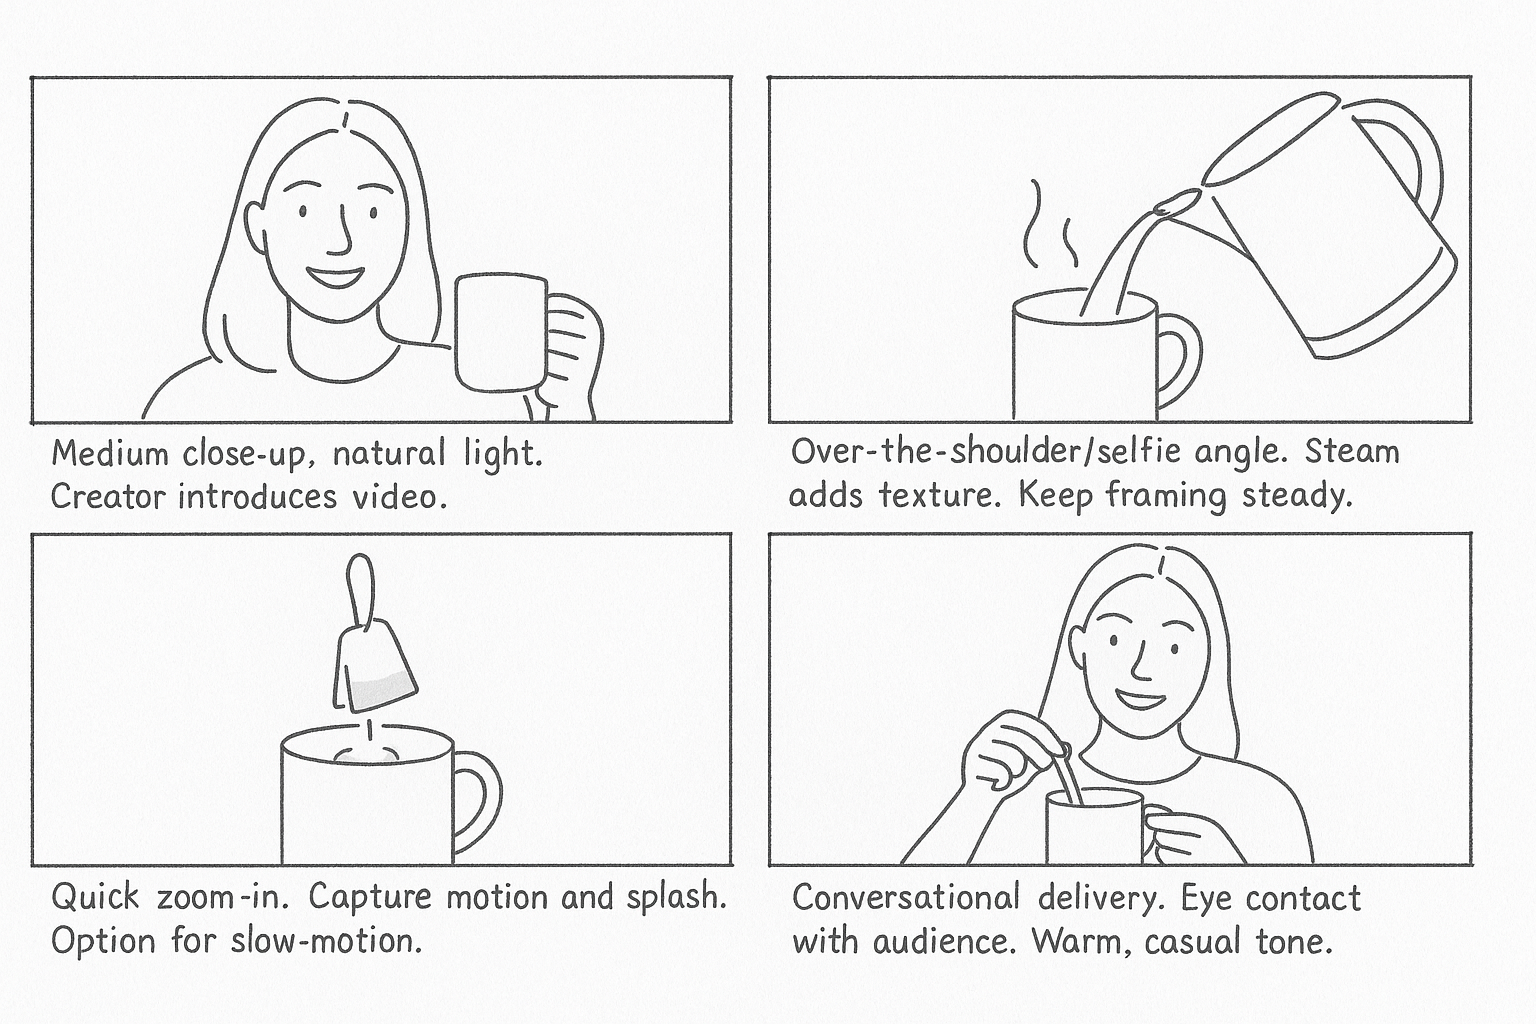 Medium close-up, natural light.
Creator introduces video.
Over-the-shoulder/selfie angle. Steam
adds texture. Keep framing steady.
Quick zoom-in. Capture motion and splash.
Option for slow-motion.
Conversational delivery. Eye contact
with audience. Warm, casual tone.